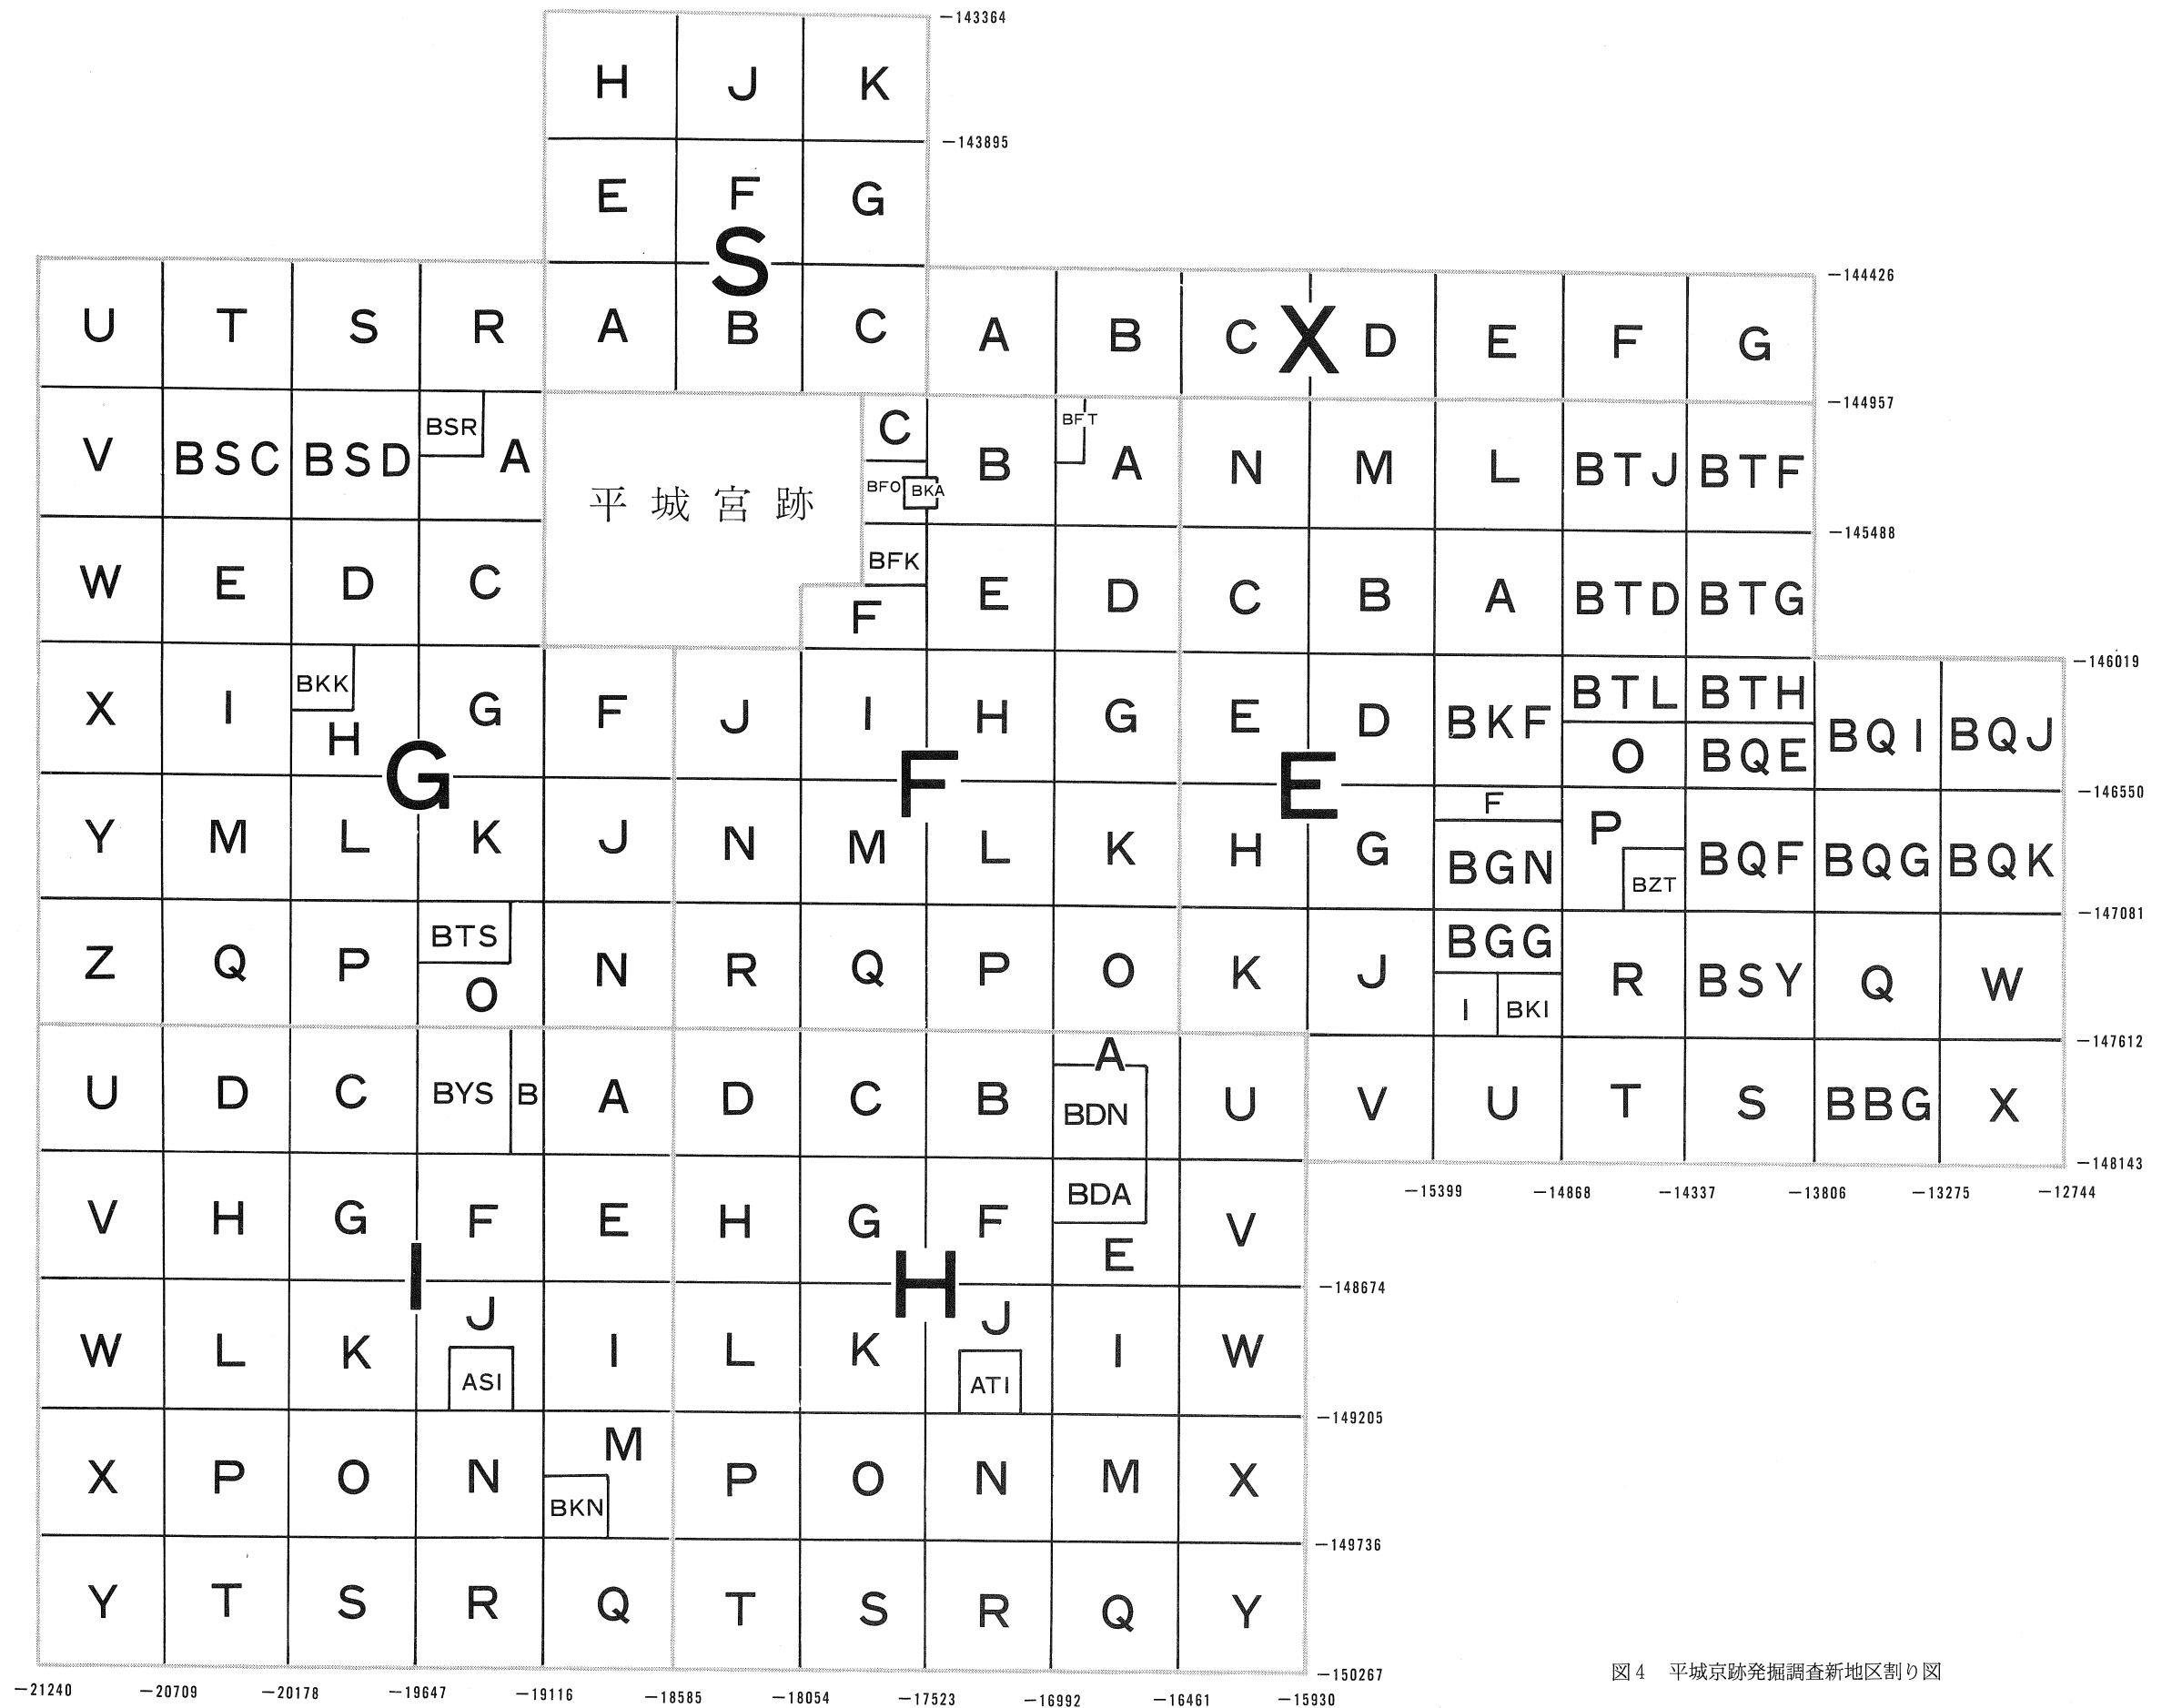 -143364
H J K
-143895
E F G
S
-144426
U T S R A B C A B C X D E F G
-144957
V BSC BSD BSR A 平城宮跡 C BFO BKA B BFT A N M L BTJ BTF
-145488
W E D C BFK F E D C B A BTD BTG
-146019
X I BKK H G F J I H G E D BKF BTL O BTH BQE BQI BQJ
G F E
-146550
Y M L K J N M L K H G F BGN P BZT BQF BQG BQK
-147081
Z Q P BTS O N R Q P O K J BGG I BKI R BSY Q W
-147612
U D C BYS B A D C B A BDN U V U T S BBG X
-148143
-15399 -14868 -14337 -13806 -13275 -12744
V H G F E H G F BDA E V
I H
-148674
W L K J ASI I L K J ATI I W
-149205
X P O N M BKN P O N M X
-149736
Y T S R Q T S R Q Y
-150267
-21240 -20709 -20178 -19647 -19116 -18585 -18054 -17523 -16992 -16461 -15930
図4 平城京跡発掘調査新地区割り図